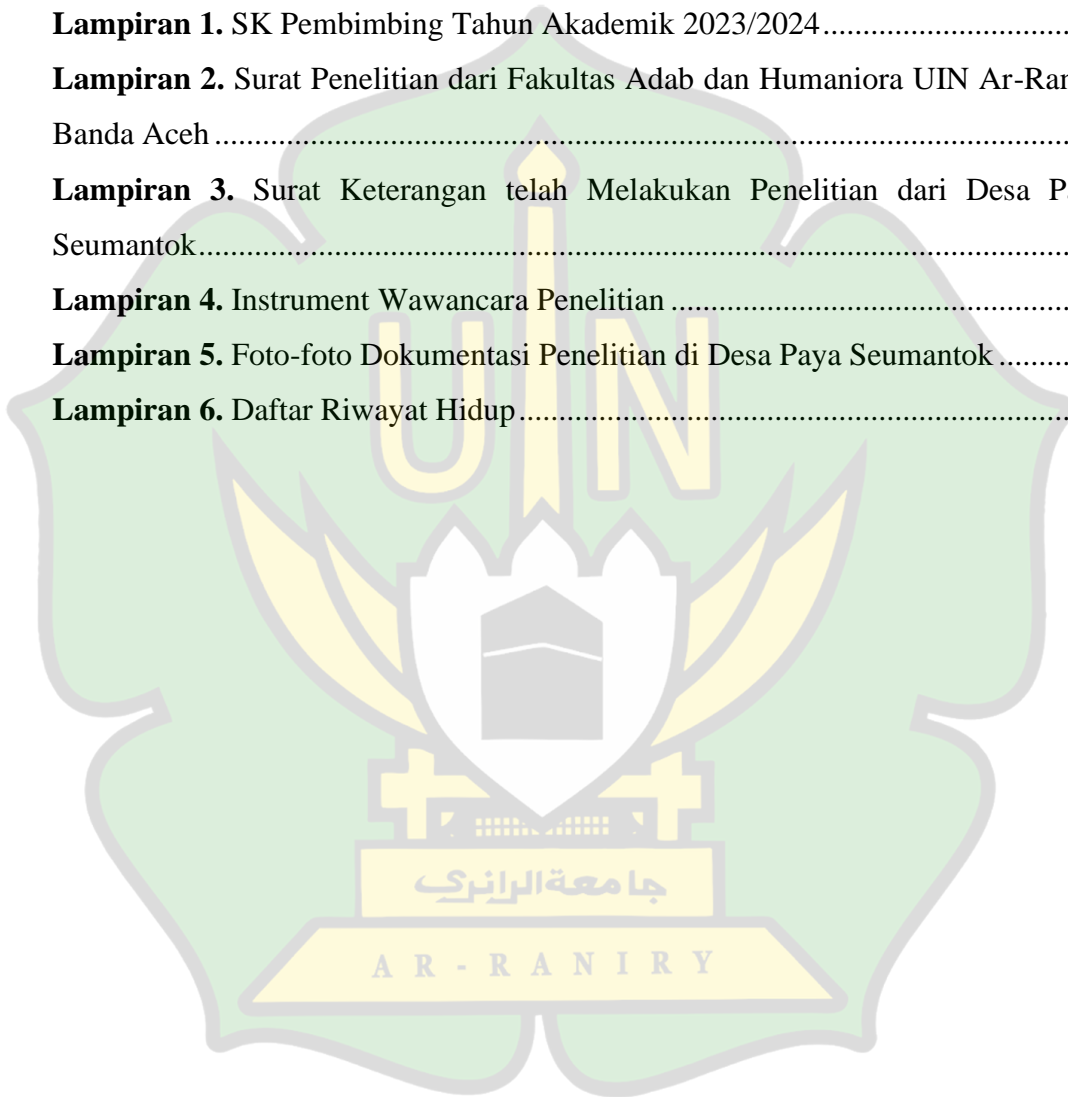 Lampiran 1. SK Pembimbing Tahun Akademik 2023/2024............................
Lampiran 2. Surat Penelitian dari Fakultas Adab dan Humaniora UIN
Banda Aceh............................
Lampiran 3. Surat Keterangan telah Melakukan Penelitian dari Desa
Seumantok............................
Lampiran 4. Instrument Wawancara Penelitian............................
Lampiran 5. Foto-foto Dokumentasi Penelitian di Desa Paya Seumantok............
Lampiran 6. Daftar Riwayat Hidup............................
UIN
جامعةالرانري
AR-RANIRY